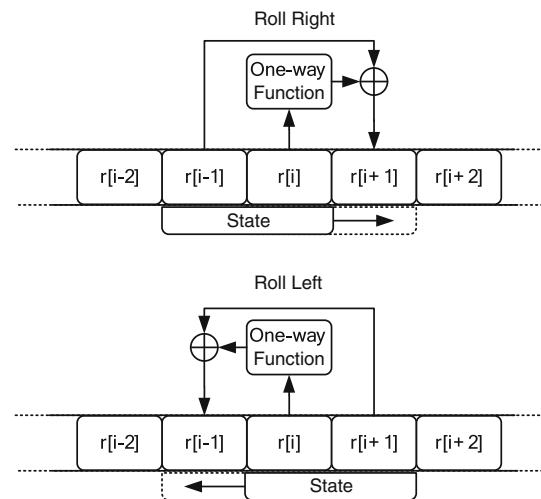 Roll Right
One-way
Function
r[i-2] r[i-1] r[i] r[i+1] r[i+2]
State
Roll Left
One-way
Function
r[i-2] r[i-1] r[i] r[i+1] r[i+2]
State